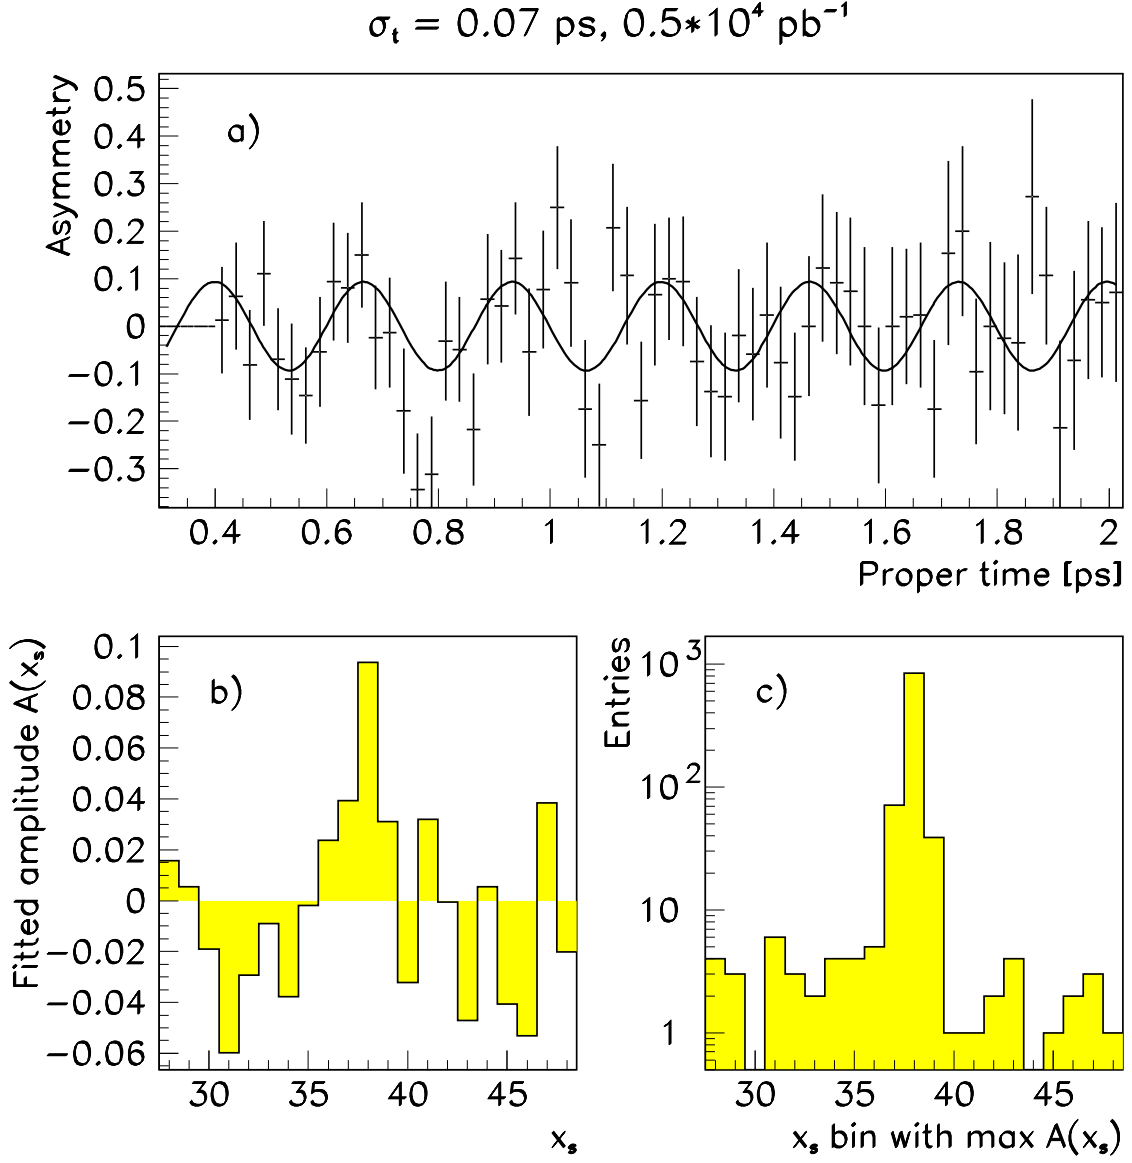 σt = 0.07 ps, 0.5*10⁴ pb⁻¹
Asymmetry
a)
0.5
0.4
0.3
0.2
0.1
0
−0.1
−0.2
−0.3
0.4 0.6 0.8 1 1.2 1.4 1.6 1.8 2
Proper time [ps]
Fitted amplitude A(xs)
b)
0.1
0.08
0.06
0.04
0.02
0
−0.02
−0.04
−0.06
30 35 40 45
xs
Entries
c)
10³
10²
10
1
30 35 40 45
xs bin with max A(xs)